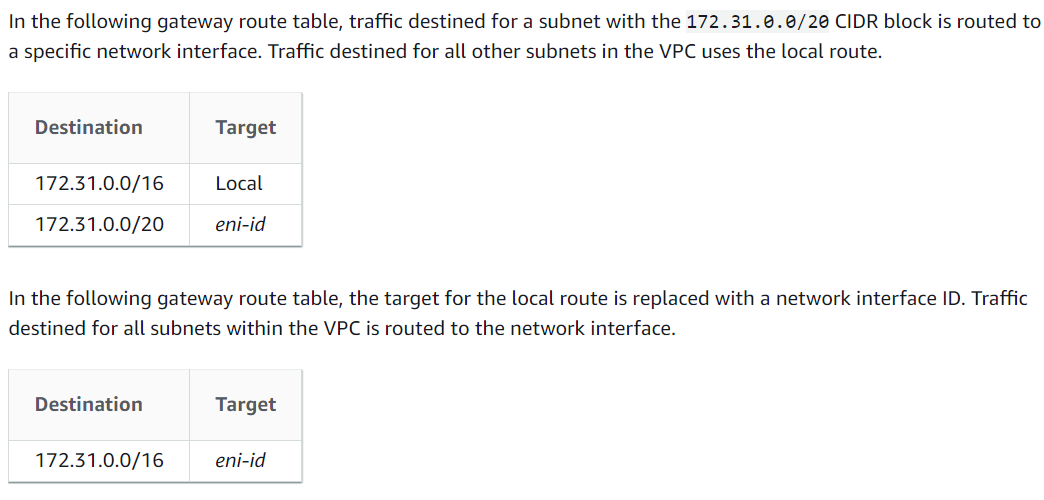 In the following gateway route table, traffic destined for a subnet with the 172.31.0.0/20 CIDR block is routed to
a specific network interface. Traffic destined for all other subnets in the VPC uses the local route.
Destination Target
172.31.0.0/16 Local
172.31.0.0/20 eni-id
In the following gateway route table, the target for the local route is replaced with a network interface ID. Traffic
destined for all subnets within the VPC is routed to the network interface.
Destination Target
172.31.0.0/16 eni-id